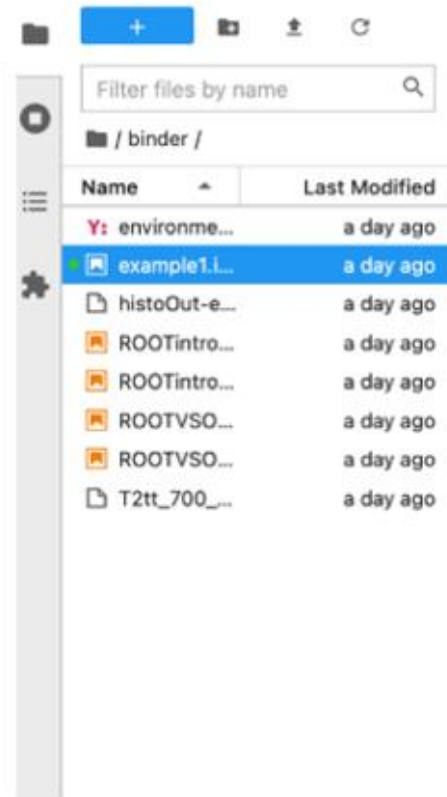 Filter files by name
/ binder /
Name Last Modified
Y: environme... a day ago
example1.i... a day ago
histoOut-e... a day ago
ROOTintro... a day ago
ROOTintro... a day ago
ROOTVSO... a day ago
ROOTVSO... a day ago
T2tt_700_... a day ago